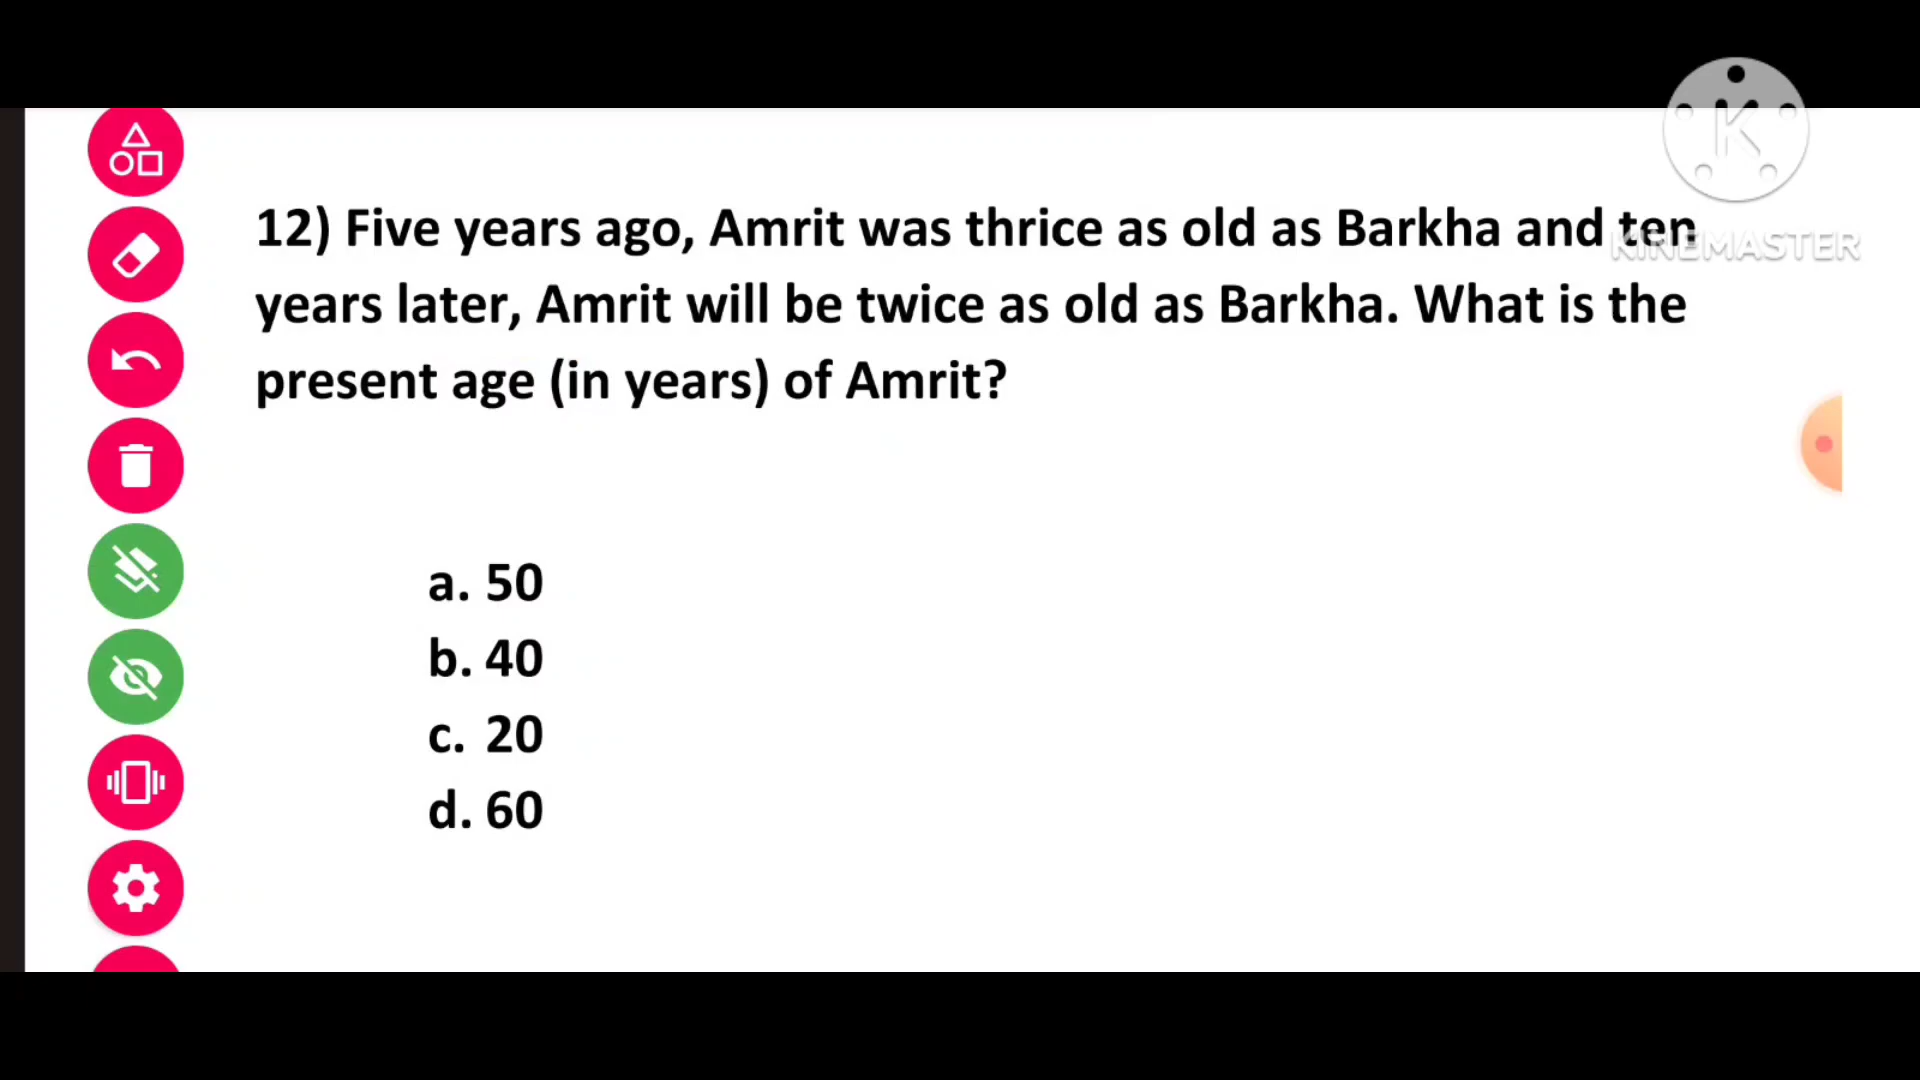 12) Five years ago, Amrit was thrice as old as Barkha and ten
years later, Amrit will be twice as old as Barkha. What is the
present age (in years) of Amrit?
a. 50
b. 40
c. 20
d. 60
K
KINEMASTER